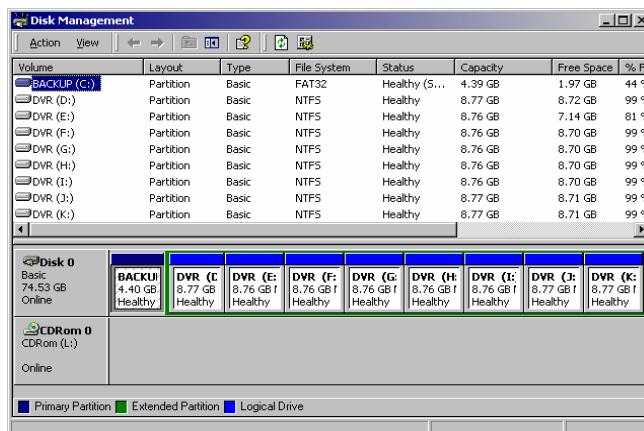 Disk Management
Action View
Volume Layout Type File System Status Capacity Free Space % F
BACKUP (C:) Partition Basic FAT32 Healthy (S... 4.39 GB 1.97 GB 44 %
DVR (D:) Partition Basic NTFS Healthy 8.77 GB 8.72 GB 99 %
DVR (E:) Partition Basic NTFS Healthy 8.76 GB 7.14 GB 81 %
DVR (F:) Partition Basic NTFS Healthy 8.76 GB 8.70 GB 99 %
DVR (G:) Partition Basic NTFS Healthy 8.76 GB 8.70 GB 99 %
DVR (H:) Partition Basic NTFS Healthy 8.76 GB 8.70 GB 99 %
DVR (I:) Partition Basic NTFS Healthy 8.76 GB 8.70 GB 99 %
DVR (J:) Partition Basic NTFS Healthy 8.77 GB 8.71 GB 99 %
DVR (K:) Partition Basic NTFS Healthy 8.77 GB 8.71 GB 99 %
Disk 0
Basic BACKUI DVR (D DVR (E: DVR (F: DVR (G: DVR (H: DVR (I: DVR (J: DVR (K:
74.53 GB 4.40 GB 8.77 GB 8.76 GB 8.76 GB 8.76 GB 8.76 GB 8.76 GB 8.77 GB 8.77 GB
Online Healthy Healthy Healthy Healthy Healthy Healthy Healthy Healthy Healthy
CDRom 0
CDRom (L:)
Online
Primary Partition Extended Partition Logical Drive